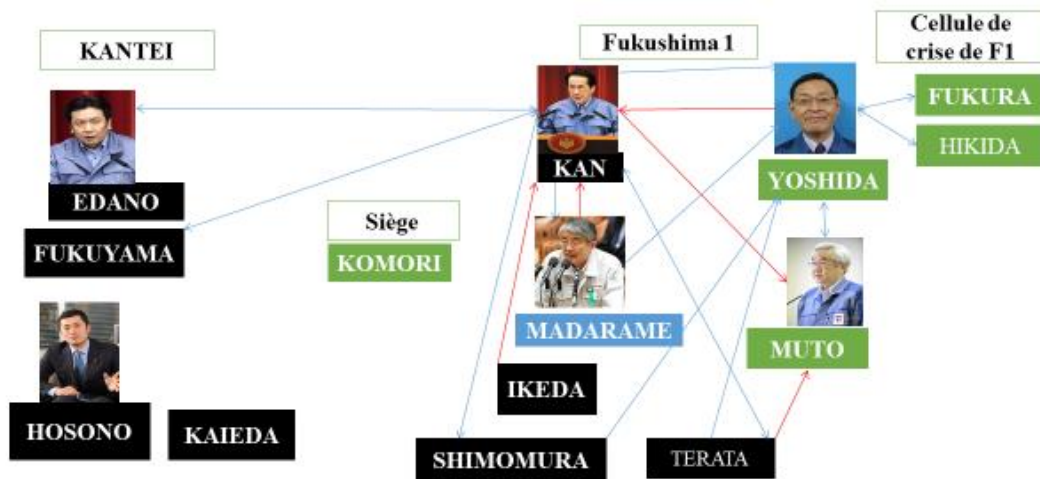 KANTEI
Fukushima 1
Cellule de
crise de F1
FUKURA
HIKIDA
EDANO
KAN
YOSHIDA
FUKUYAMA
Siège
KOMORI
MADARAME
MUTO
IKEDA
HOSONO
KAIEDA
SHIMOMURA
TERATA